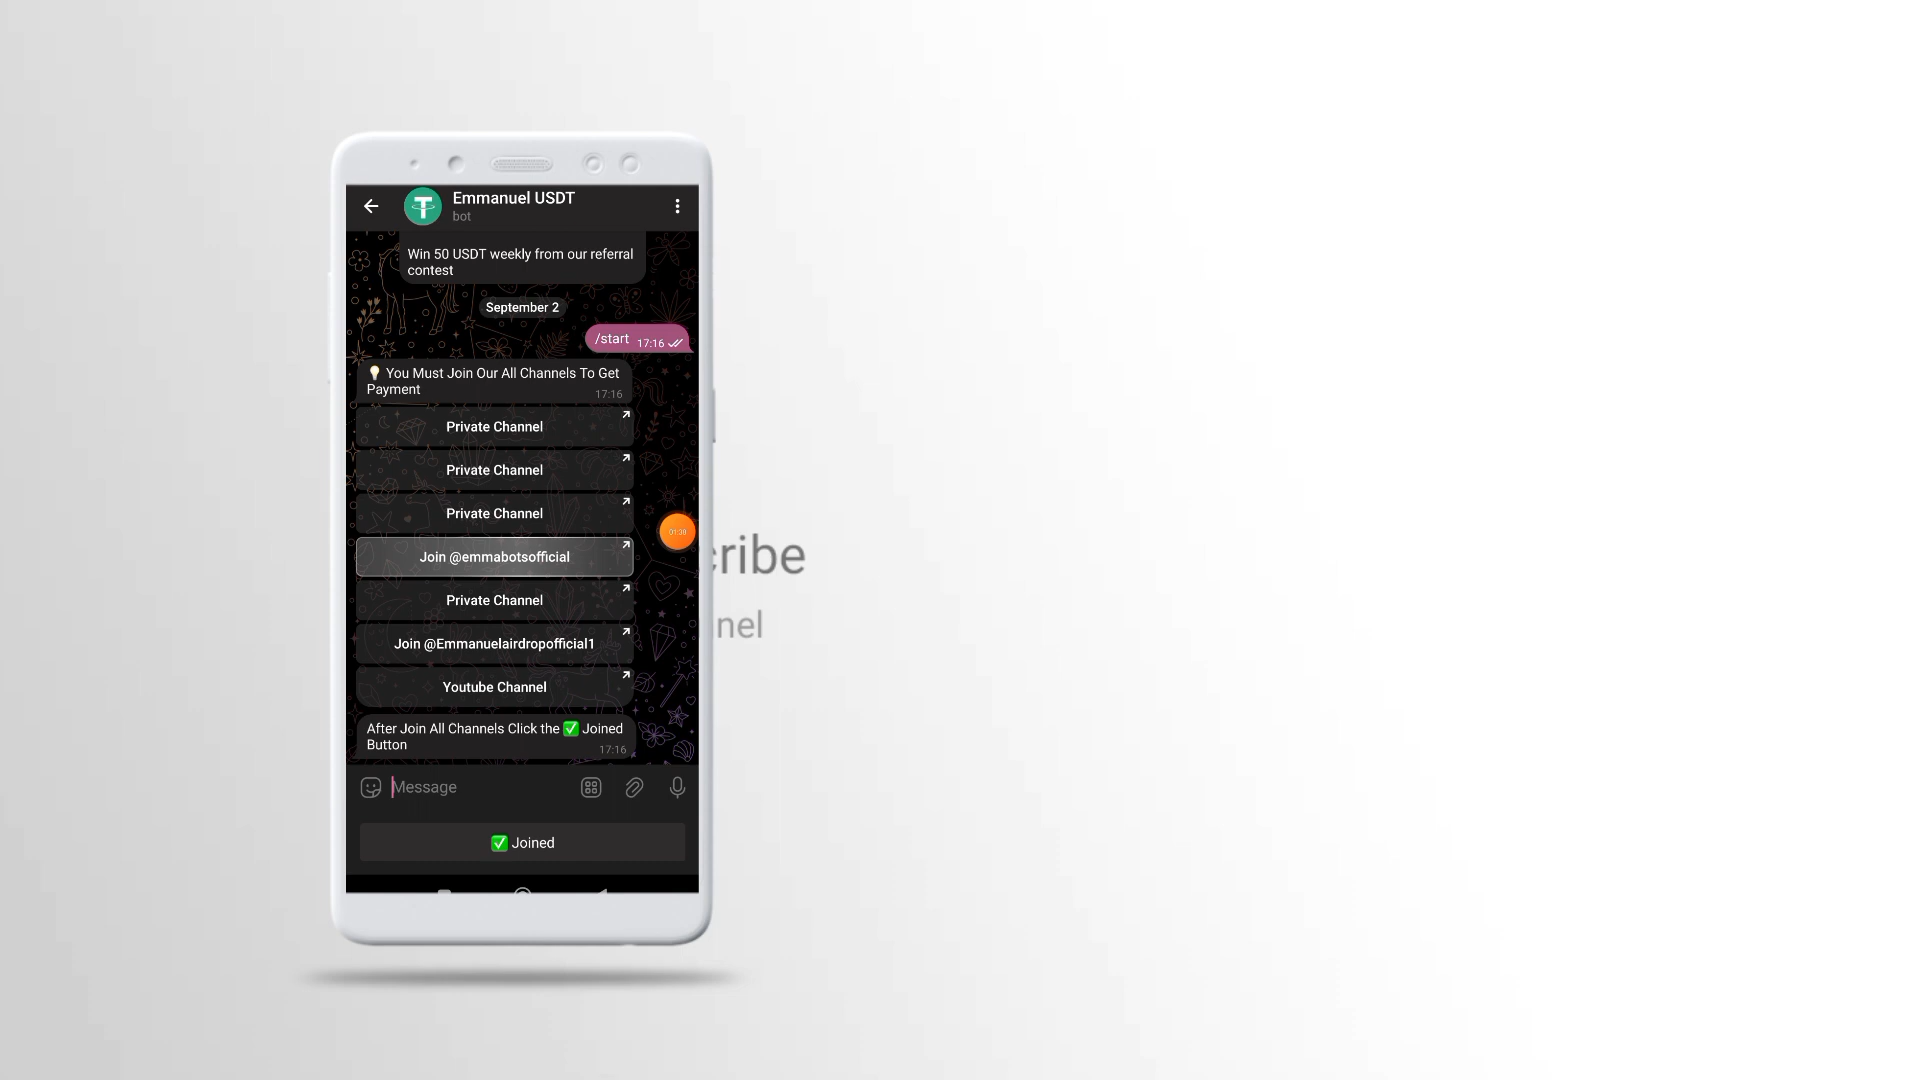 Emmanuel USDT
bot
Win 50 USDT weekly from our referral
contest
September 2
/start 17:16
💡 You Must Join Our All Channels To Get
Payment 17:16
Private Channel
Private Channel
Private Channel
01:38
Join @emmabotsofficial
cribe
Private Channel
nel
Join @Emmanuelairdropofficial1
Youtube Channel
After Join All Channels Click the ✅ Joined
Button 17:16
Message
✅ Joined